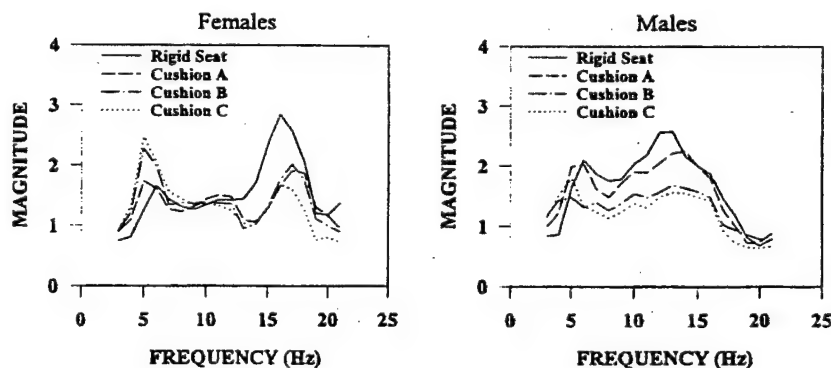 Females
4
3
2
1
0
Rigid Seat
Cushion A
Cushion B
Cushion C
MAGNITUDE
0 5 10 15 20 25
FREQUENCY (Hz)
Males
4
3
2
1
0
Rigid Seat
Cushion A
Cushion B
Cushion C
MAGNITUDE
0 5 10 15 20 25
FREQUENCY (Hz)